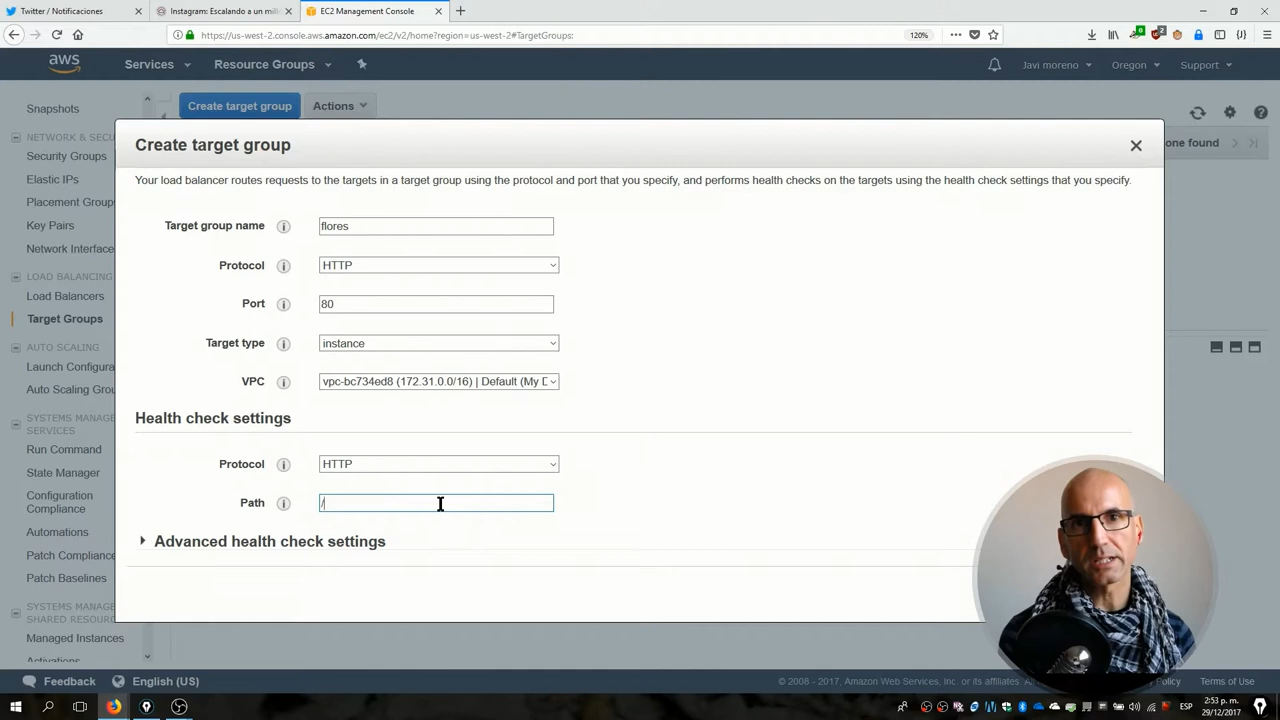 Twitter / Notificaciones
Instagram: Escalando a un mill
EC2 Management Console
https://us-west-2.console.aws.amazon.com/ec2/v2/home?region=us-west-2#TargetGroups:
120%
aws
Services
Resource Groups
Javi moreno
Oregon
Support
Snapshots
NETWORK & SECU
Security Groups
Elastic IPs
Placement Groups
Key Pairs
Network Interface
LOAD BALANCING
Load Balancers
Target Groups
AUTO SCALING
Launch Configura
Auto Scaling Grou
SYSTEMS MANAG
SERVICES
Run Command
State Manager
Configuration
Compliance
Automations
Patch Compliance
Patch Baselines
SYSTEMS MANAG
SHARED RESOUR
Managed Instances
Activations
Create target group
Actions
one found
Create target group
Your load balancer routes requests to the targets in a target group using the protocol and port that you specify, and performs health checks on the targets using the health check settings that you specify.
Target group name
flores
Protocol
HTTP
Port
80
Target type
instance
VPC
vpc-bc734ed8 (172.31.0.0/16) | Default (My D
Health check settings
Protocol
HTTP
Path
/
Advanced health check settings
Feedback
English (US)
© 2008 - 2017, Amazon Web Services, Inc. or its affiliates.
Policy
Terms of Use
ESP
2:53 p. m.
29/12/2017